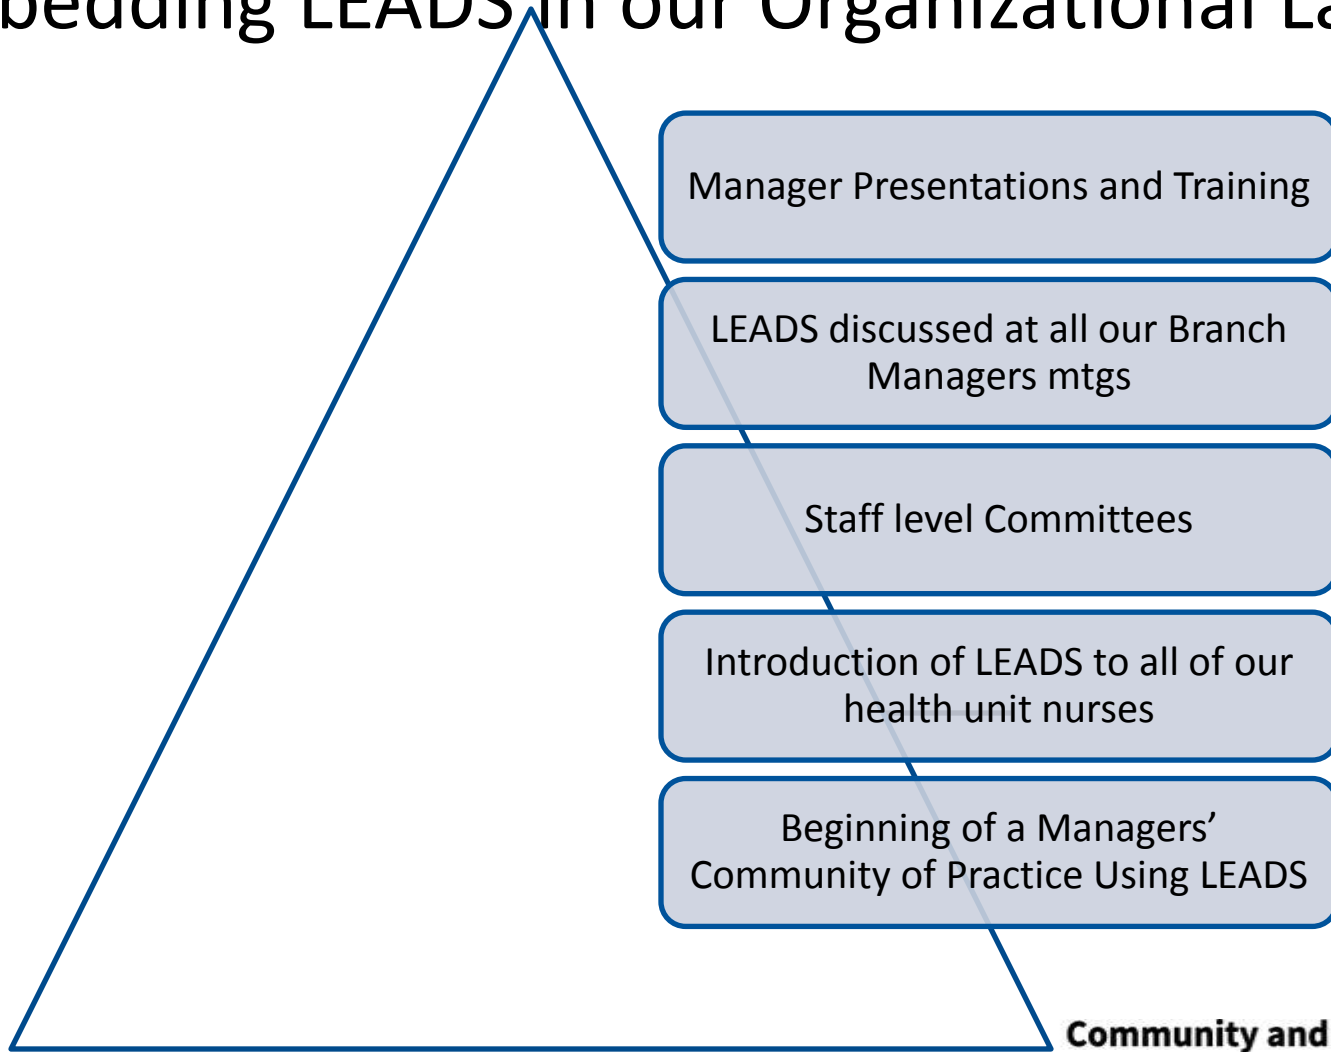 bedding LEADS in our Organizational La
Manager Presentations and Training
LEADS discussed at all our Branch
Managers mtgs
Staff level Committees
Introduction of LEADS to all of our
health unit nurses
Beginning of a Managers’
Community of Practice Using LEADS
Community and